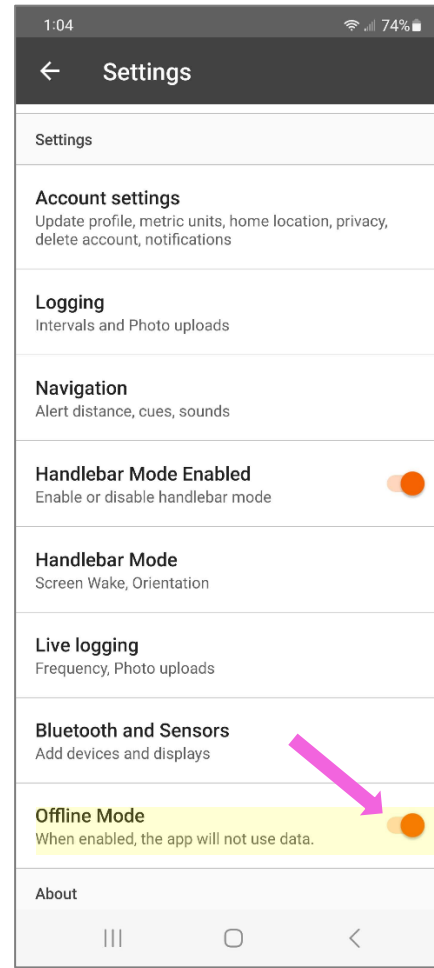 1:04 74%
Settings
Settings
Account settings
Update profile, metric units, home location, privacy,
delete account, notifications
Logging
Intervals and Photo uploads
Navigation
Alert distance, cues, sounds
Handlebar Mode Enabled
Enable or disable handlebar mode
Handlebar Mode
Screen Wake, Orientation
Live logging
Frequency, Photo uploads
Bluetooth and Sensors
Add devices and displays
Offline Mode
When enabled, the app will not use data.
About